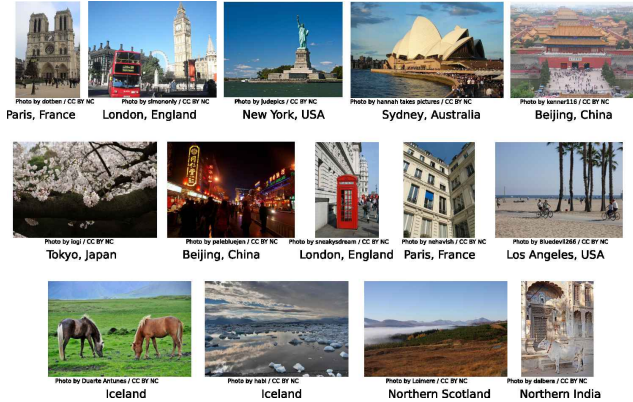 Photo by dotben / CC BY NC
Photo by simononly / CC BY NC
Photo by judepics / CC BY NC
Photo by hannah takes pictures / CC BY NC
Photo by kanner116 / CC BY NC
Paris, France
London, England
New York, USA
Sydney, Australia
Beijing, China
Photo by iogi / CC BY NC
Photo by palebluejen / CC BY NC
Photo by sneakysdream / CC BY NC
Photo by nehavish / CC BY NC
Photo by Bluedevil266 / CC BY NC
Tokyo, Japan
Beijing, China
London, England
Paris, France
Los Angeles, USA
Photo by Duarte Antunes / CC BY NC
Photo by habi / CC BY NC
Photo by Loimere / CC BY NC
Photo by dalbera / CC BY NC
Iceland
Iceland
Northern Scotland
Northern India